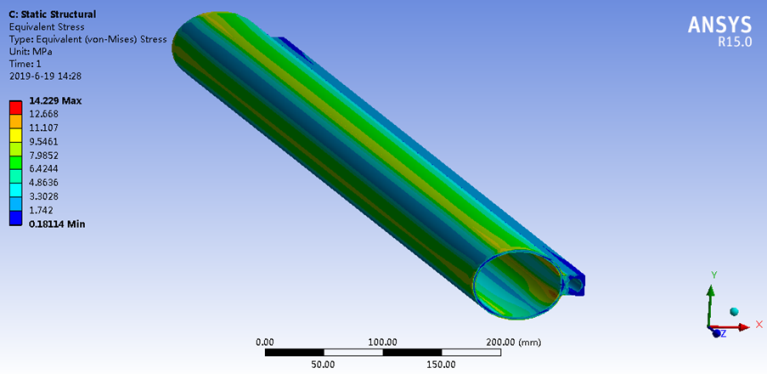 C: Static Structural
Equivalent Stress
Type: Equivalent (von-Mises) Stress
Unit: MPa
Time: 1
2019-6-19 14:28
14.229 Max
12.668
11.107
9.5461
7.9852
6.4244
4.8636
3.3028
1.742
0.18114 Min
ANSYS
R15.0
0.00 100.00 200.00 (mm)
50.00 150.00
Y
X
Z